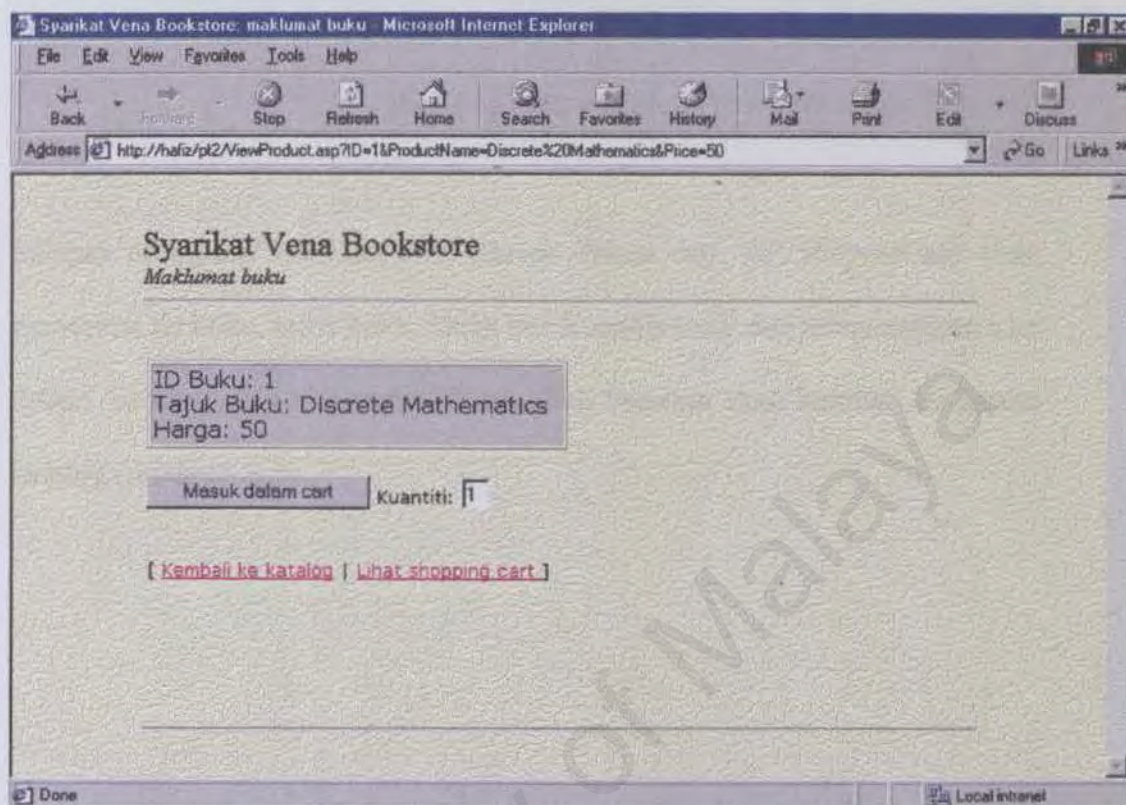 Syarikat Vena Bookstore: maklumat buku - Microsoft Internet Explorer
File Edit View Favorites Tools Help
Back Forward Stop Refresh Home Search Favorites History Mail Print Edit Discuss
Address http://hafiz/pl2/ViewProduct.asp?ID=1&ProductName=Discrete%20Mathematics&Price=50 Go Links
Syarikat Vena Bookstore
Maklumat buku
ID Buku: 1
Tajuk Buku: Discrete Mathematics
Harga: 50
Masuk dalam cart Kuantiti: 1
[ Kembali ke katalog | Lihat shopping cart ]
of Malaya
Done Local intranet